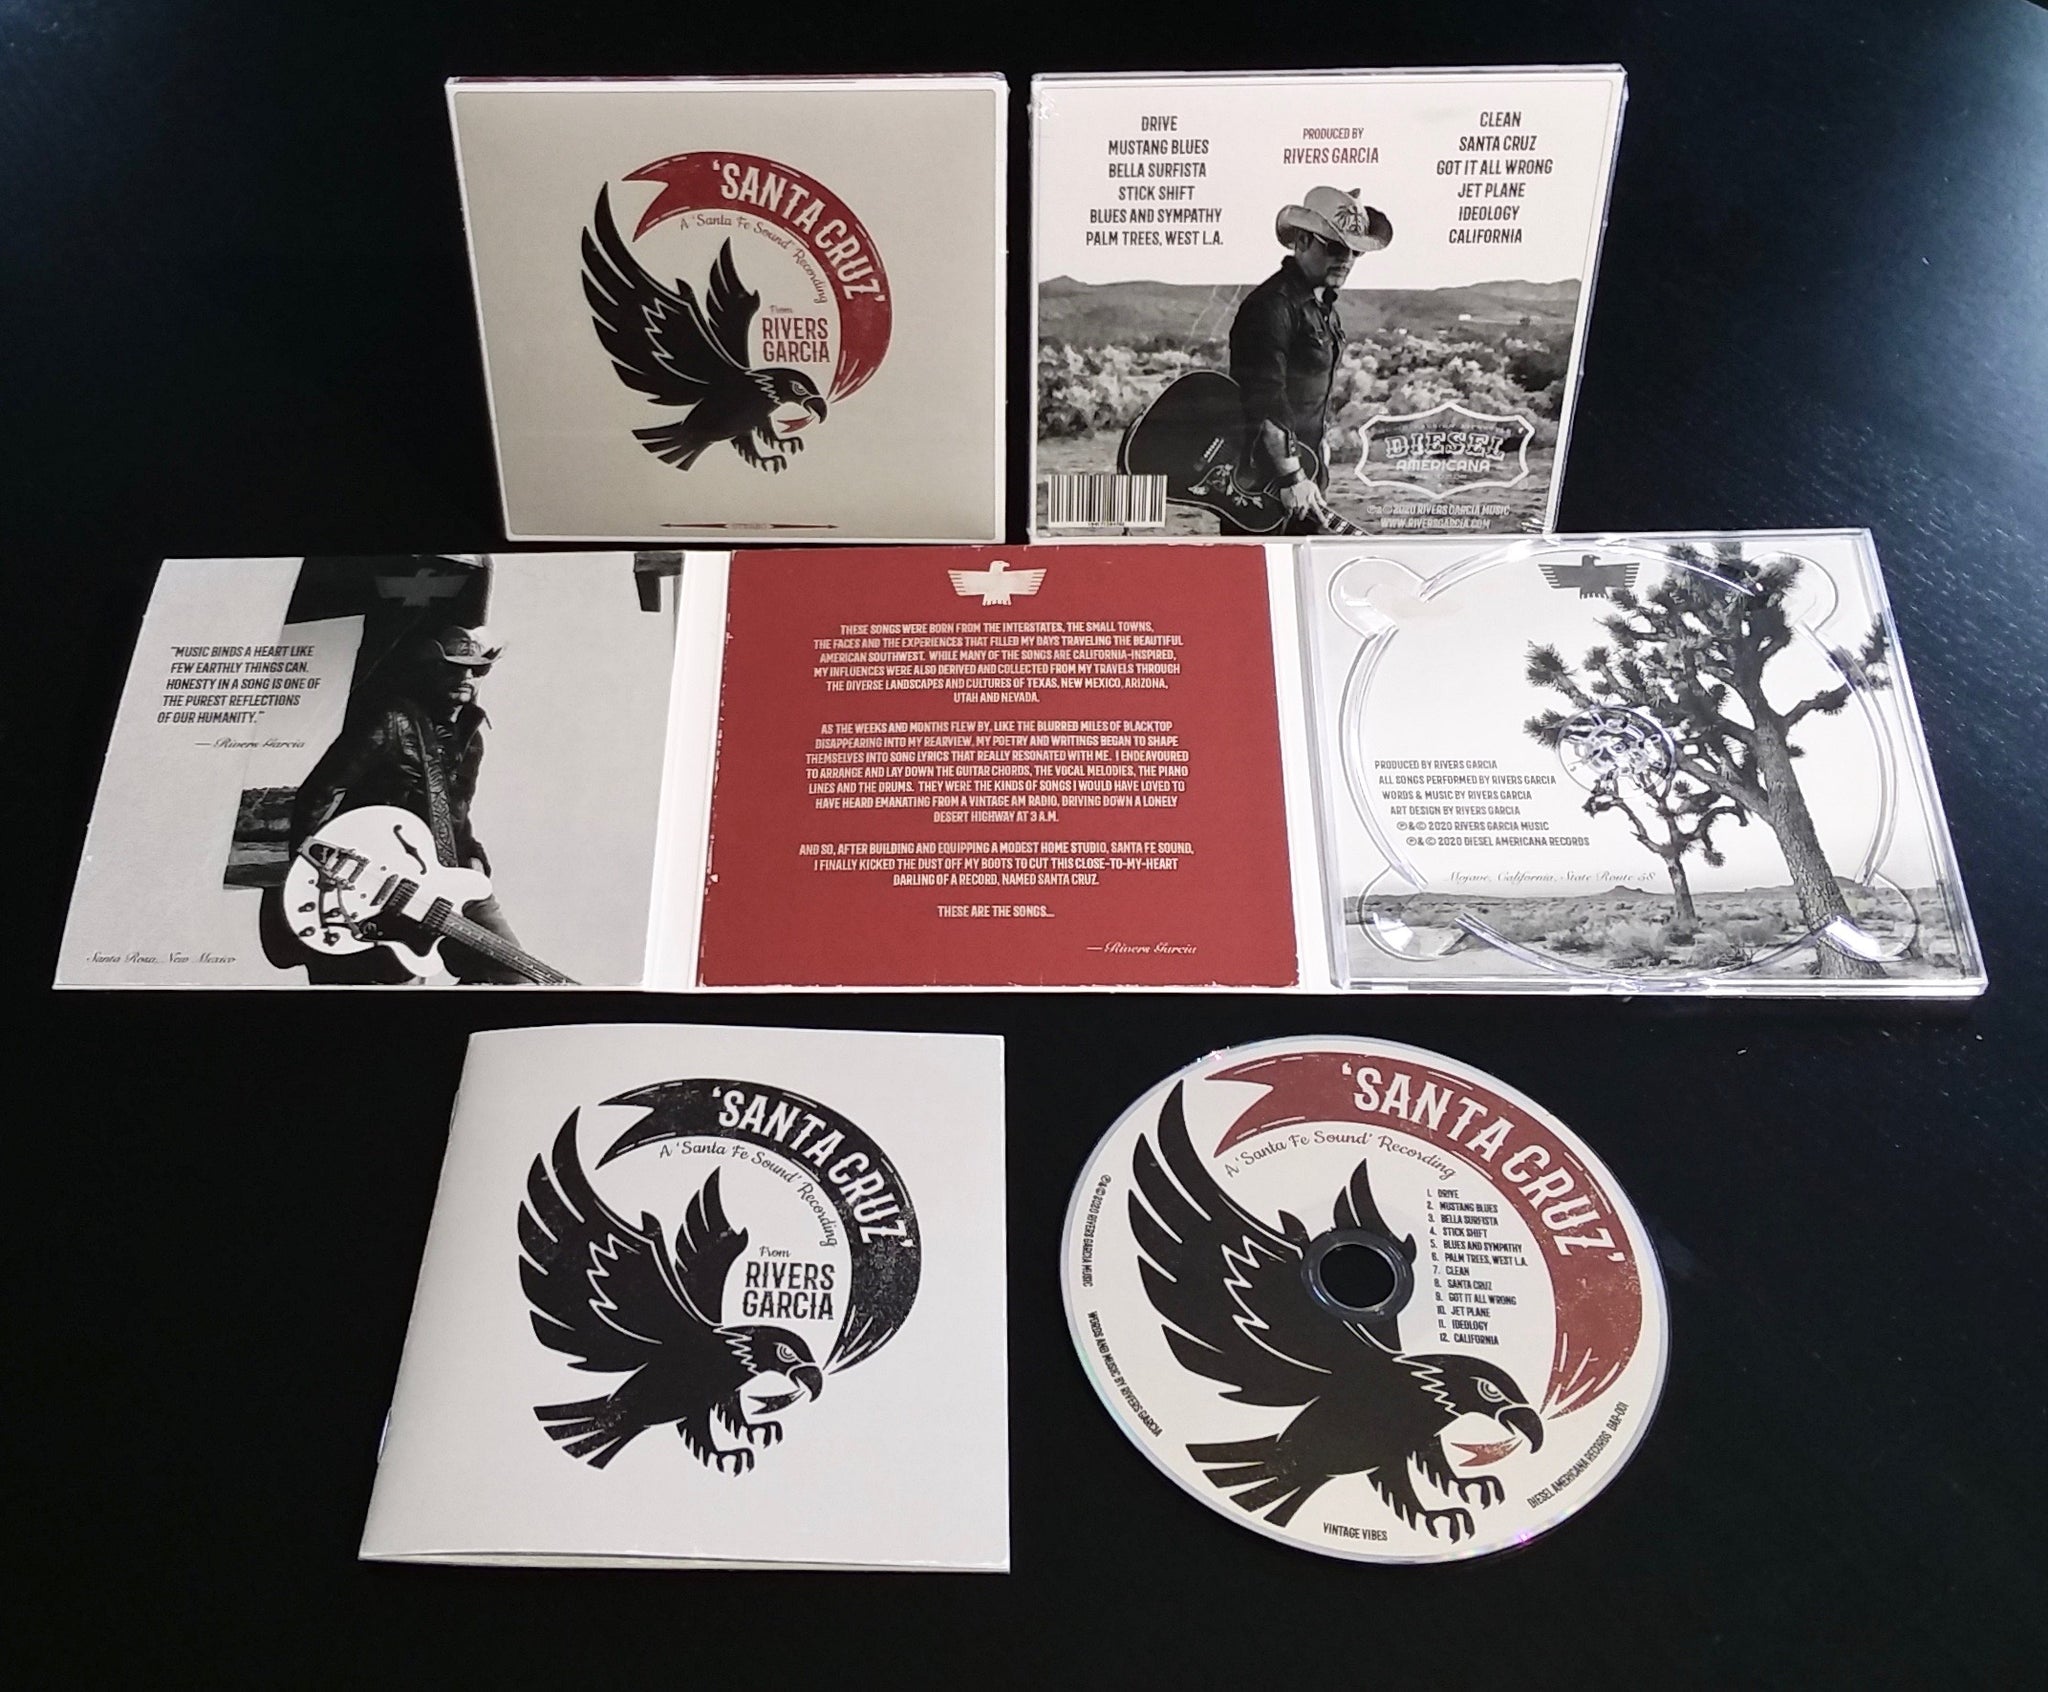 'SANTA CRUZ'
A 'Santa Fe Sound' Recording
From
RIVERS
GARCIA
STEREO
DRIVE
MUSTANG BLUES
BELLA SURFISTA
STICK SHIFT
BLUES AND SYMPATHY
PALM TREES, WEST L.A.
PRODUCED BY
RIVERS GARCIA
CLEAN
SANTA CRUZ
GOT IT ALL WRONG
JET PLANE
IDEOLOGY
CALIFORNIA
DIESEL
AMERICANA
℗&©2020 RIVERS GARCIA MUSIC
WWW.RIVERSGARCIA.COM
"MUSIC BINDS A HEART LIKE
FEW EARTHLY THINGS CAN.
HONESTY IN A SONG IS ONE OF
THE PUREST REFLECTIONS
OF OUR HUMANITY."
— Rivers Garcia
Santa Rosa, New Mexico
THESE SONGS WERE BORN FROM THE INTERSTATES, THE SMALL TOWNS,
THE FACES AND THE EXPERIENCES THAT FILLED MY DAYS TRAVELING THE BEAUTIFUL
AMERICAN SOUTHWEST. WHILE MANY OF THE SONGS ARE CALIFORNIA-INSPIRED,
MY INFLUENCES WERE ALSO DERIVED AND COLLECTED FROM MY TRAVELS THROUGH
THE DIVERSE LANDSCAPES AND CULTURES OF TEXAS, NEW MEXICO, ARIZONA,
UTAH AND NEVADA.
AS THE WEEKS AND MONTHS FLEW BY, LIKE THE BLURRED MILES OF BLACKTOP
DISAPPEARING INTO MY REARVIEW, MY POETRY AND WRITINGS BEGAN TO SHAPE
THEMSELVES INTO SONG LYRICS THAT REALLY RESONATED WITH ME. I ENDEAVOURED
TO ARRANGE AND LAY DOWN THE GUITAR CHORDS, THE VOCAL MELODIES, THE PIANO
LINES AND THE DRUMS. THEY WERE THE KINDS OF SONGS I WOULD HAVE LOVED TO
HAVE HEARD EMANATING FROM A VINTAGE AM RADIO, DRIVING DOWN A LONELY
DESERT HIGHWAY AT 3 A.M.
AND SO, AFTER BUILDING AND EQUIPPING A MODEST HOME STUDIO, SANTA FE SOUND,
I FINALLY KICKED THE DUST OFF MY BOOTS TO CUT THIS CLOSE-TO-MY-HEART
DARLING OF A RECORD, NAMED SANTA CRUZ.
THESE ARE THE SONGS...
— Rivers Garcia
PRODUCED BY RIVERS GARCIA
ALL SONGS PERFORMED BY RIVERS GARCIA
WORDS & MUSIC BY RIVERS GARCIA
ART DESIGN BY RIVERS GARCIA
℗&© 2020 RIVERS GARCIA MUSIC
℗&© 2020 DIESEL AMERICANA RECORDS
Mojave, California, State Route 58
'SANTA CRUZ'
A 'Santa Fe Sound' Recording
From
RIVERS
GARCIA
'SANTA CRUZ'
A 'Santa Fe Sound' Recording
1. DRIVE
2. MUSTANG BLUES
3. BELLA SURFISTA
4. STICK SHIFT
5. BLUES AND SYMPATHY
6. PALM TREES, WEST L.A.
7. CLEAN
8. SANTA CRUZ
9. GOT IT ALL WRONG
10. JET PLANE
11. IDEOLOGY
12. CALIFORNIA
℗&©2020 RIVERS GARCIA MUSIC
WORDS AND MUSIC BY RIVERS GARCIA
VINTAGE VIBES
DIESEL AMERICANA RECORDS DAR-001